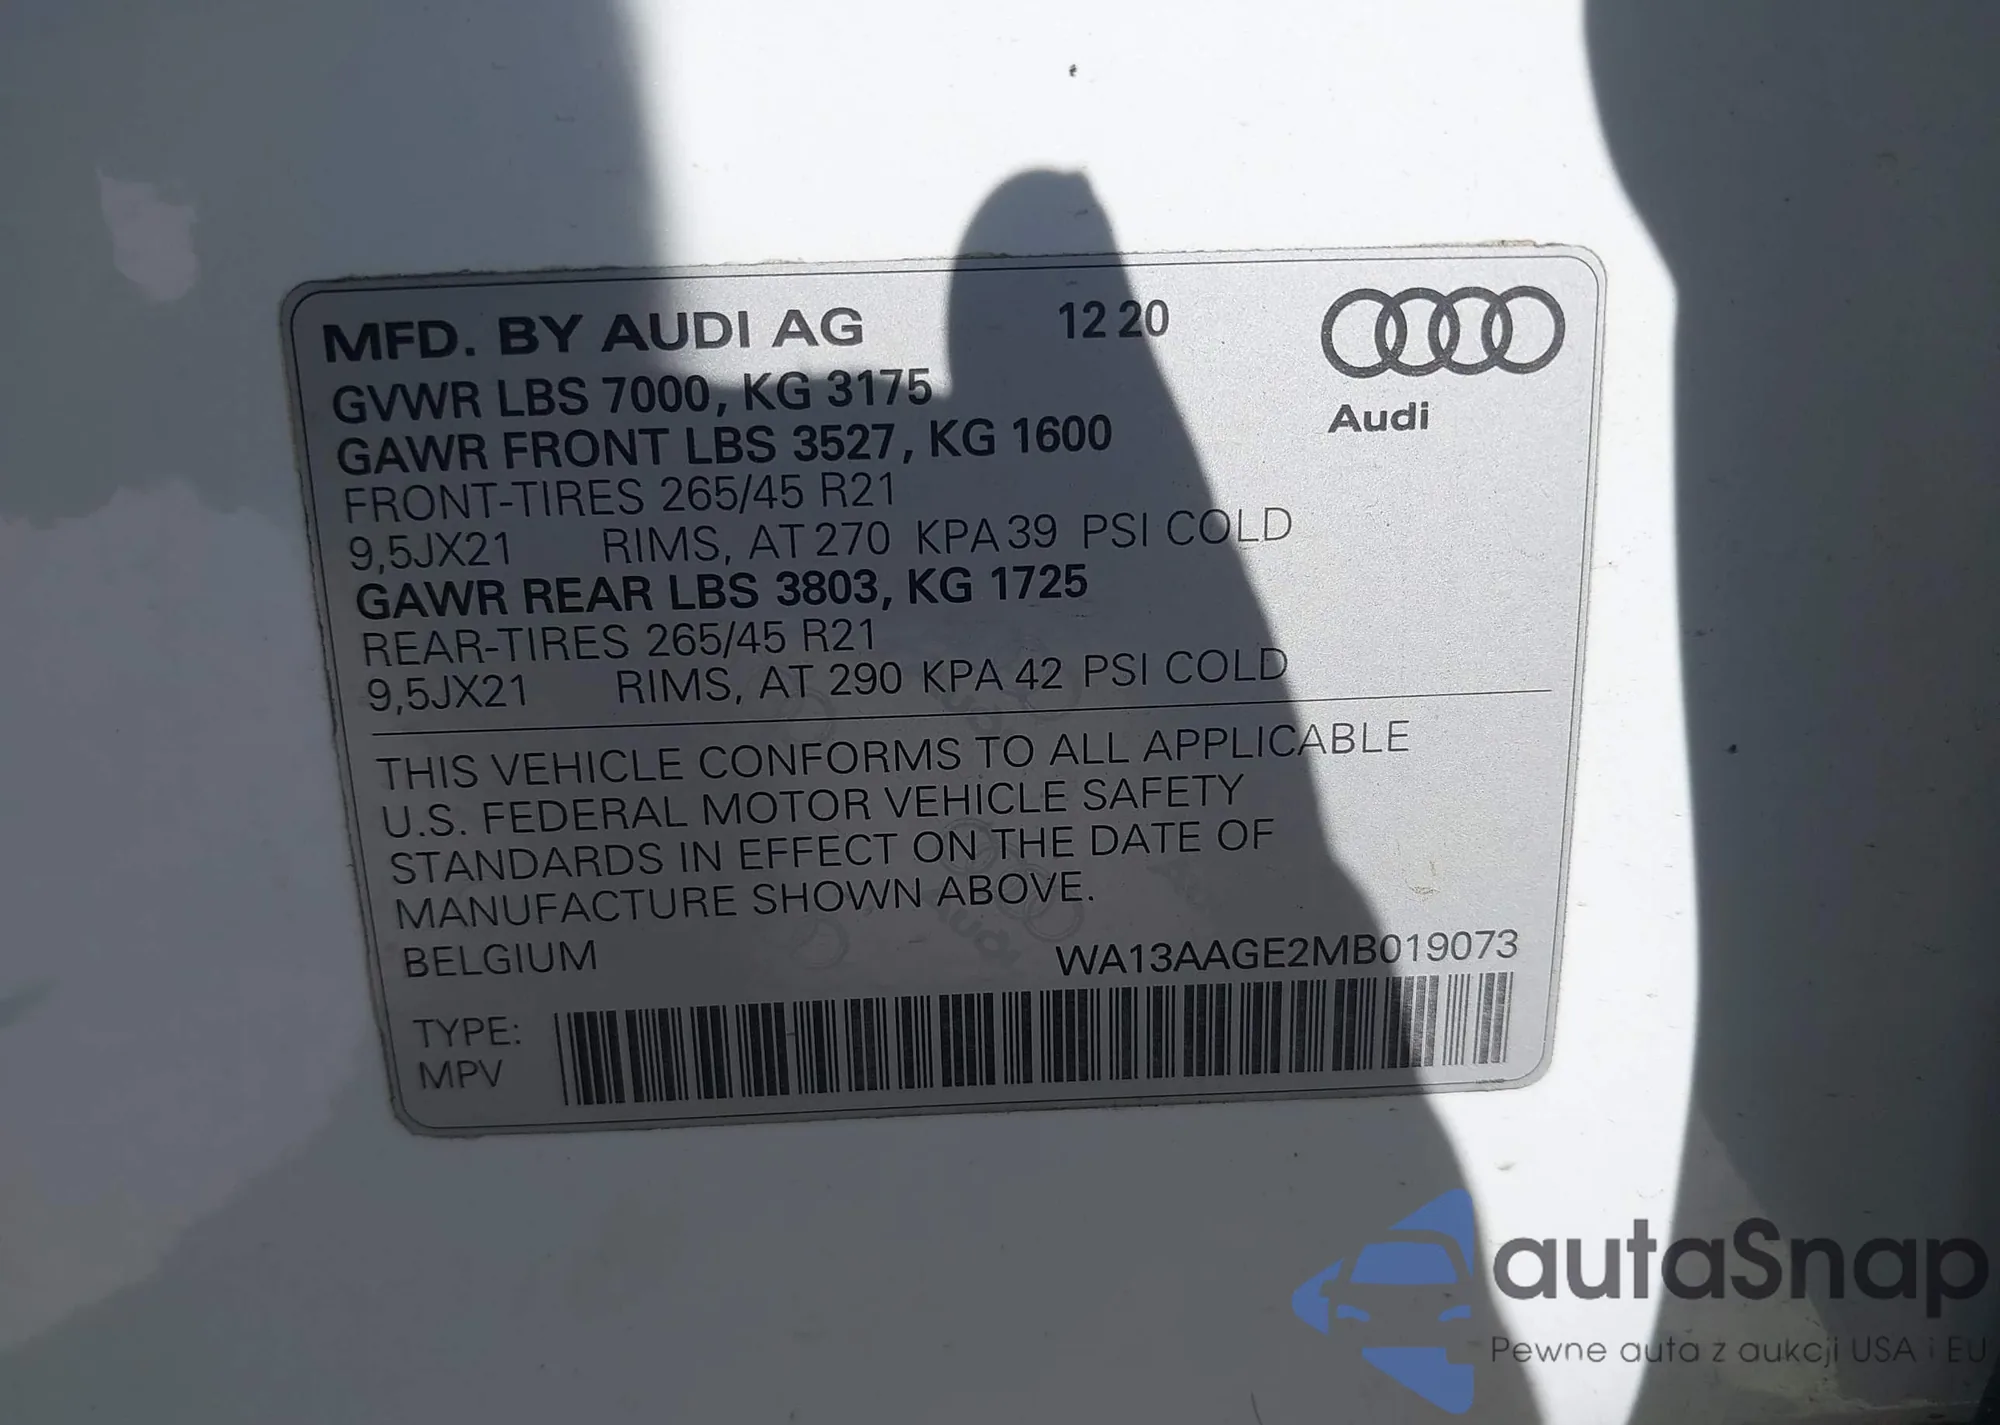 MFD. BY AUDI AG 12 20
GVWR LBS 7000, KG 3175
GAWR FRONT LBS 3527, KG 1600
Audi
FRONT-TIRES 265/45 R21
9,5JX21 RIMS, AT 270 KPA 39 PSI COLD
GAWR REAR LBS 3803, KG 1725
REAR-TIRES 265/45 R21
9,5JX21 RIMS, AT 290 KPA 42 PSI COLD
THIS VEHICLE CONFORMS TO ALL APPLICABLE
U.S. FEDERAL MOTOR VEHICLE SAFETY
STANDARDS IN EFFECT ON THE DATE OF
MANUFACTURE SHOWN ABOVE.
BELGIUM WA13AAGE2MB019073
TYPE:
MPV
autaSnap
Pewne auta z aukcji USA i EU